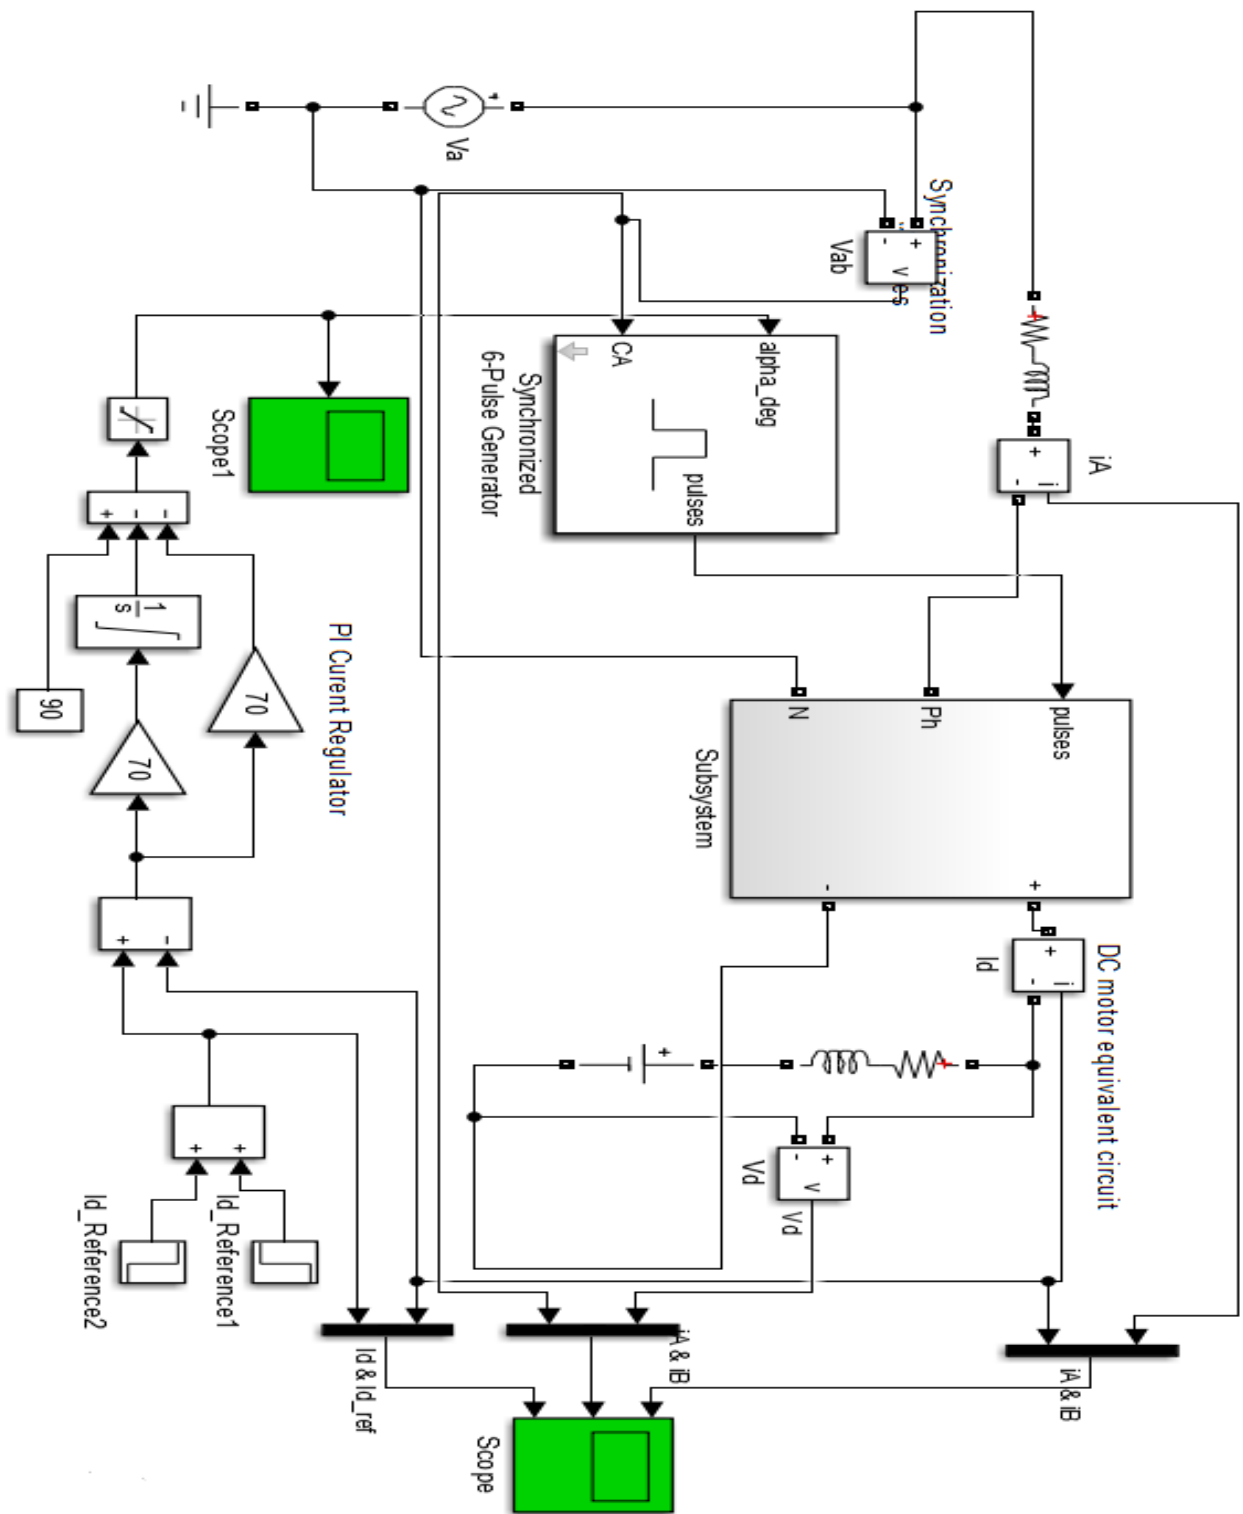 iA
+
-
i
iA & iB
Synchronization
es
+
-
v
Vab
Va
alpha_deg
CA
pulses
Synchronized
6-Pulse Generator
pulses
Ph
N
+
-
Subsystem
DC motor equivalent circuit
+
-
i
Id
+
+
-
v
Vd
Vd
iA & iB
Scope
Scope1
PI Curent Regulator
70
70
1
s
-
-
+
90
-
+
+
+
Id_Reference1
Id_Reference2
Id & Id_ref